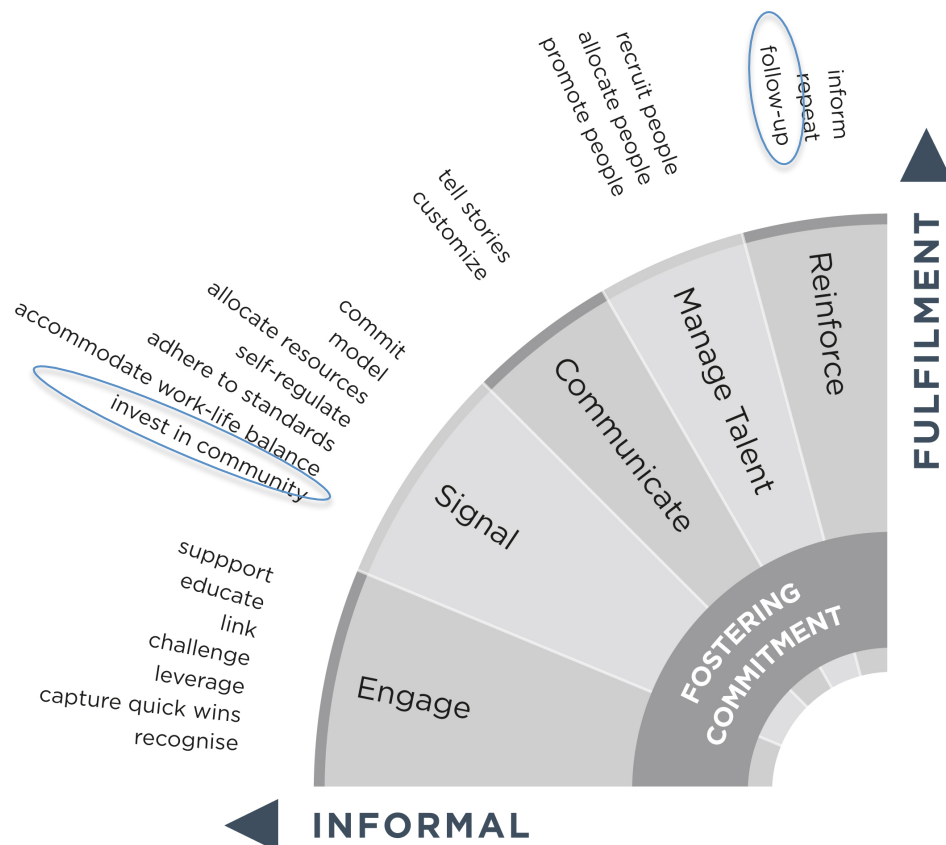 inform
repeat
follow-up
recruit people
allocate people
promote people
tell stories
customize
commit
model
allocate resources
self-regulate
adhere to standards
accommodate work-life balance
invest in community
suppport
educate
link
challenge
leverage
capture quick wins
recognise
Reinforce
Manage Talent
Communicate
Signal
Engage
FOSTERING
COMMITMENT
FULFILMENT
INFORMAL